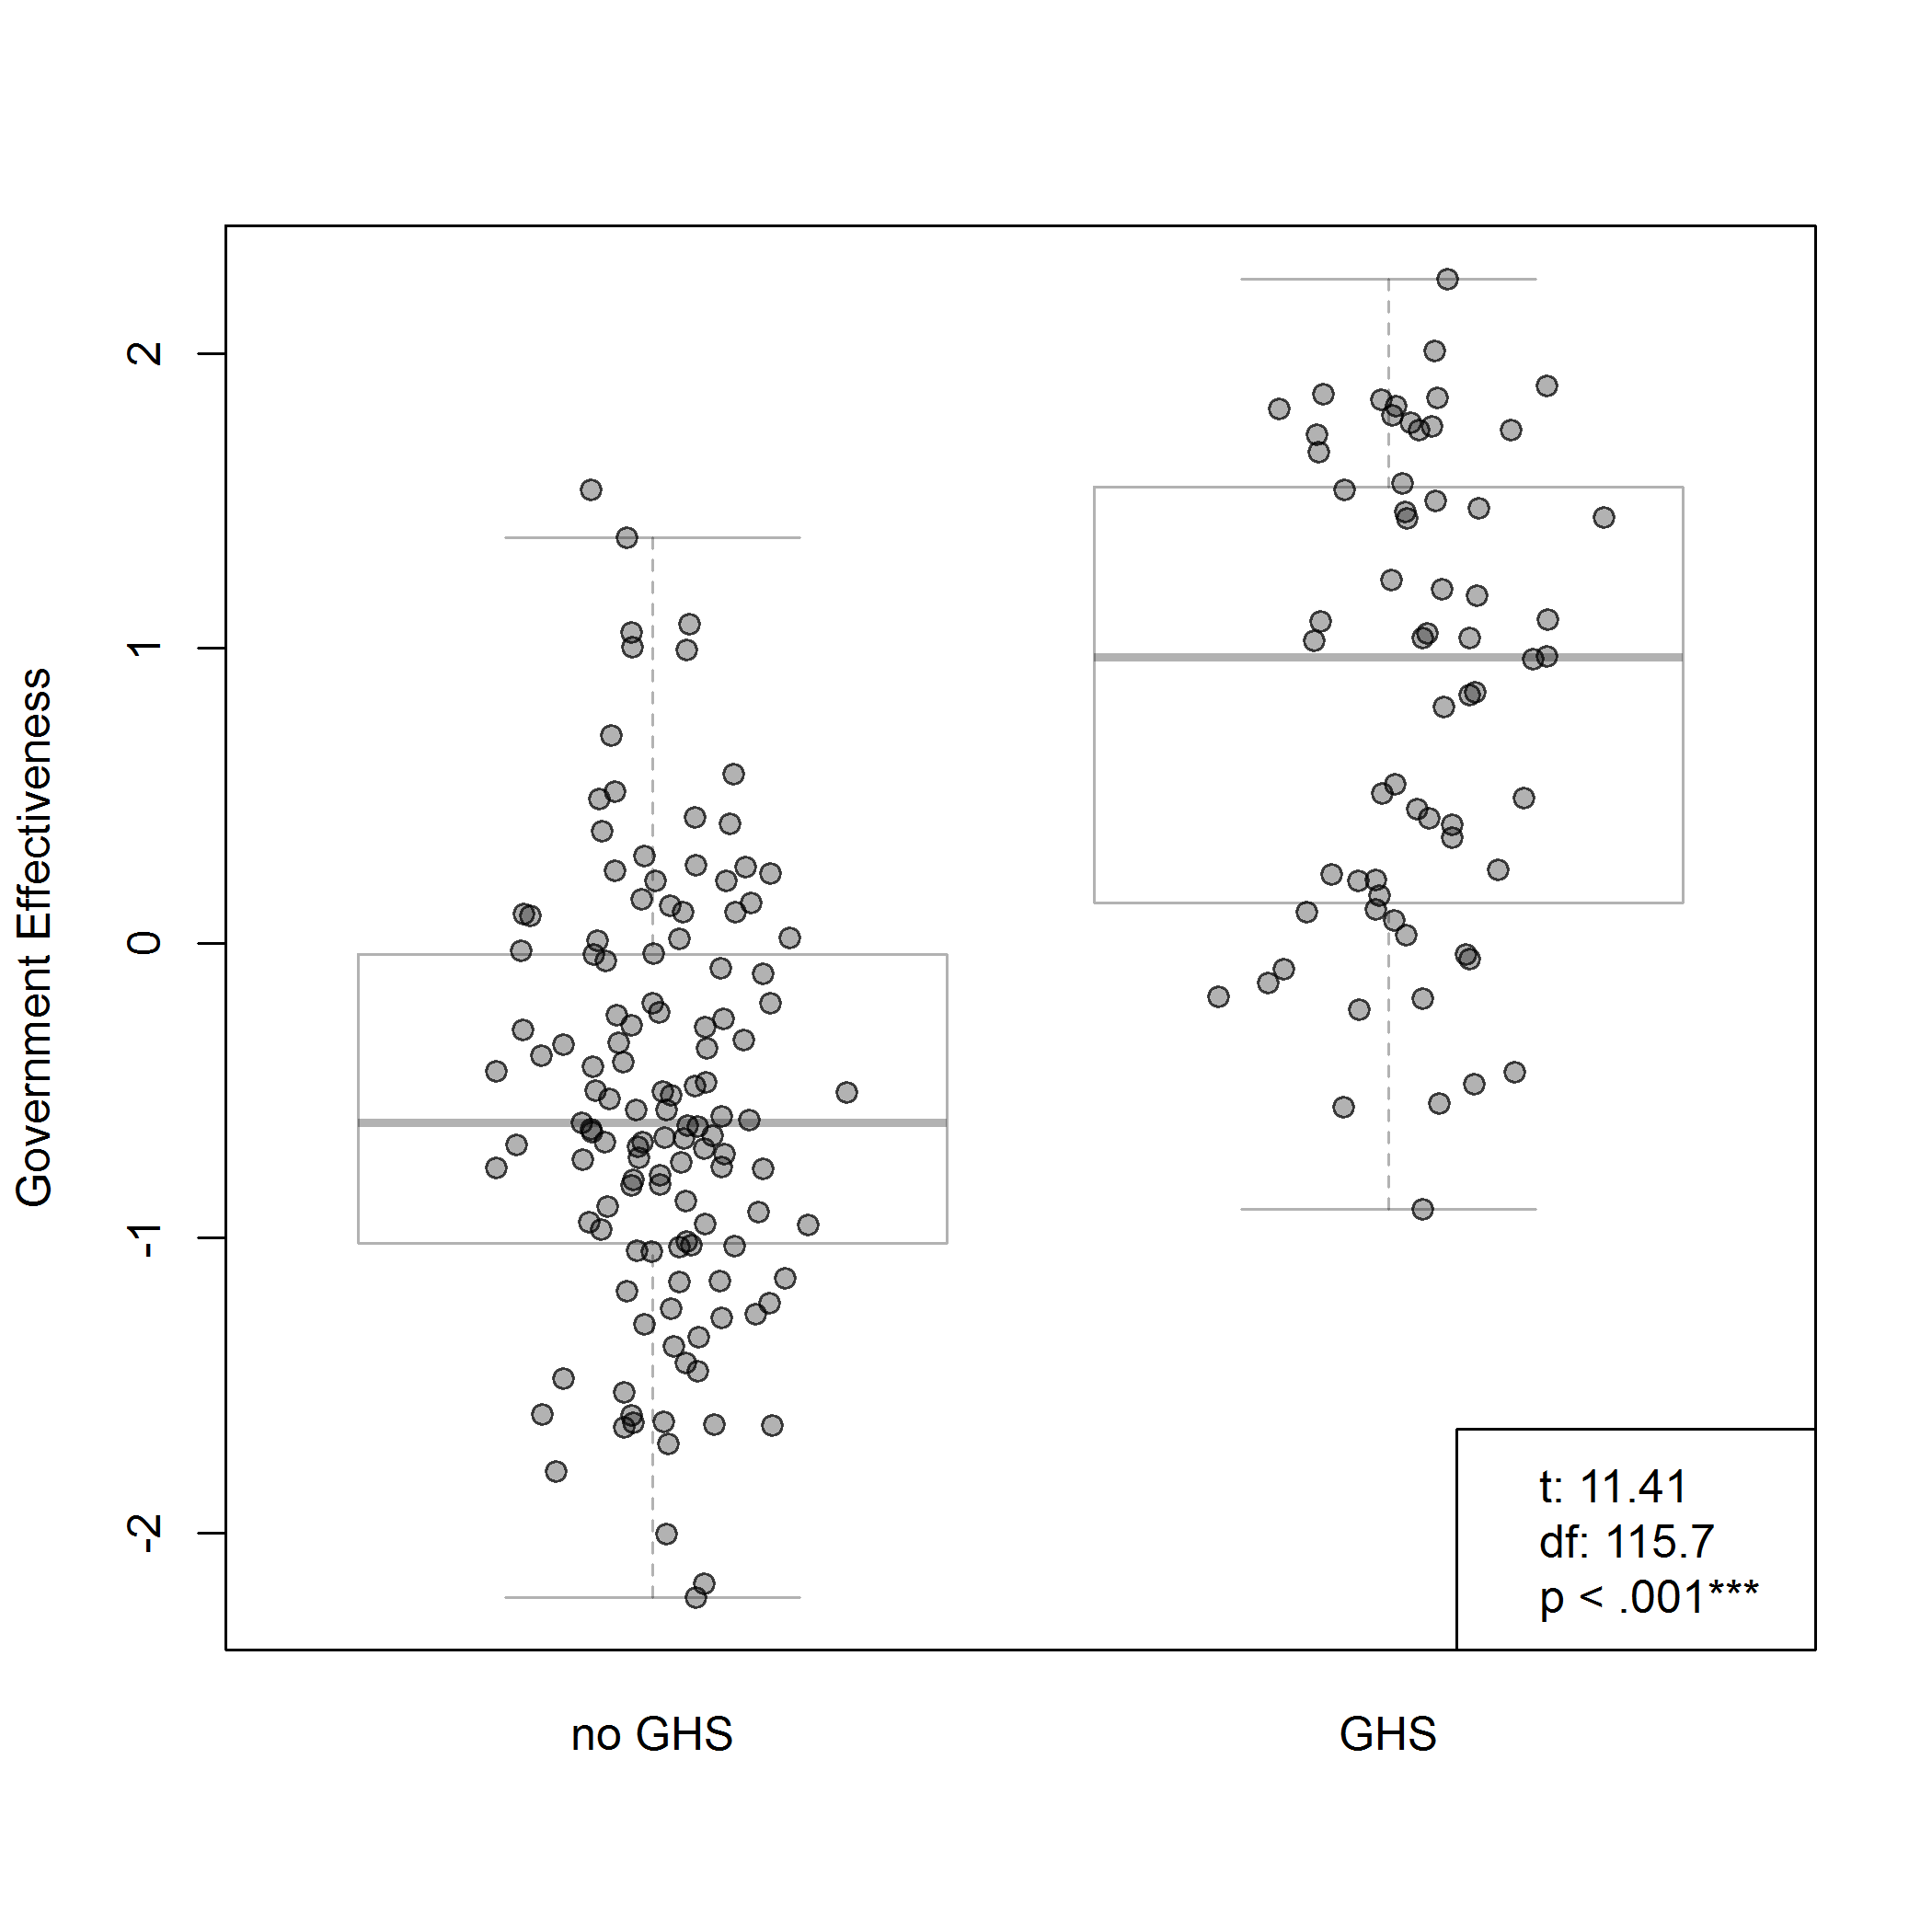 Government Effectiveness
2
1
0
-1
-2
no GHS
GHS
t: 11.41
df: 115.7
p < .001***